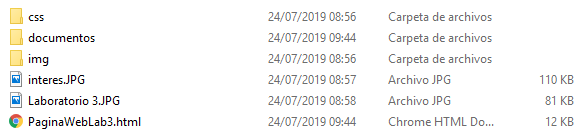 css 24/07/2019 08:56 Carpeta de archivos
documentos 24/07/2019 09:44 Carpeta de archivos
img 24/07/2019 08:56 Carpeta de archivos
interes.JPG 24/07/2019 08:57 Archivo JPG 110 KB
Laboratorio 3.JPG 24/07/2019 08:58 Archivo JPG 81 KB
PaginaWebLab3.html 24/07/2019 09:44 Chrome HTML Do... 12 KB